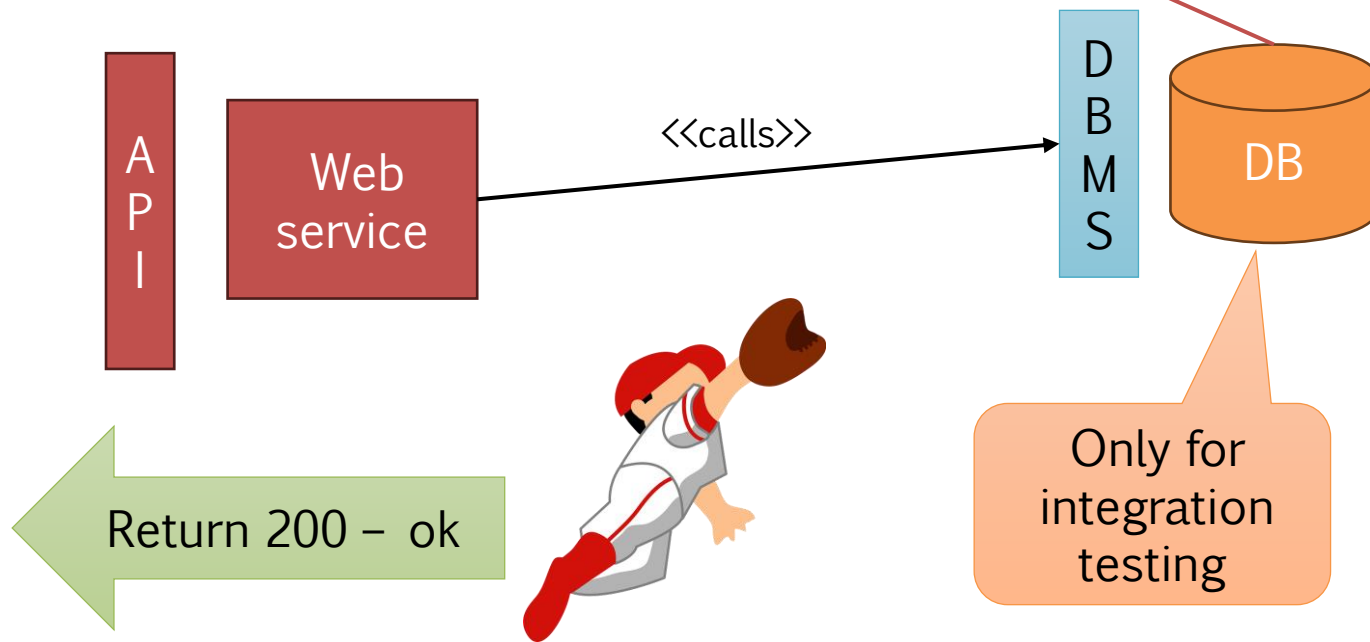 A
P
I
Web
service
<<calls>>
D
B
M
S
DB
Return 200 – ok
Only for
integration
testing